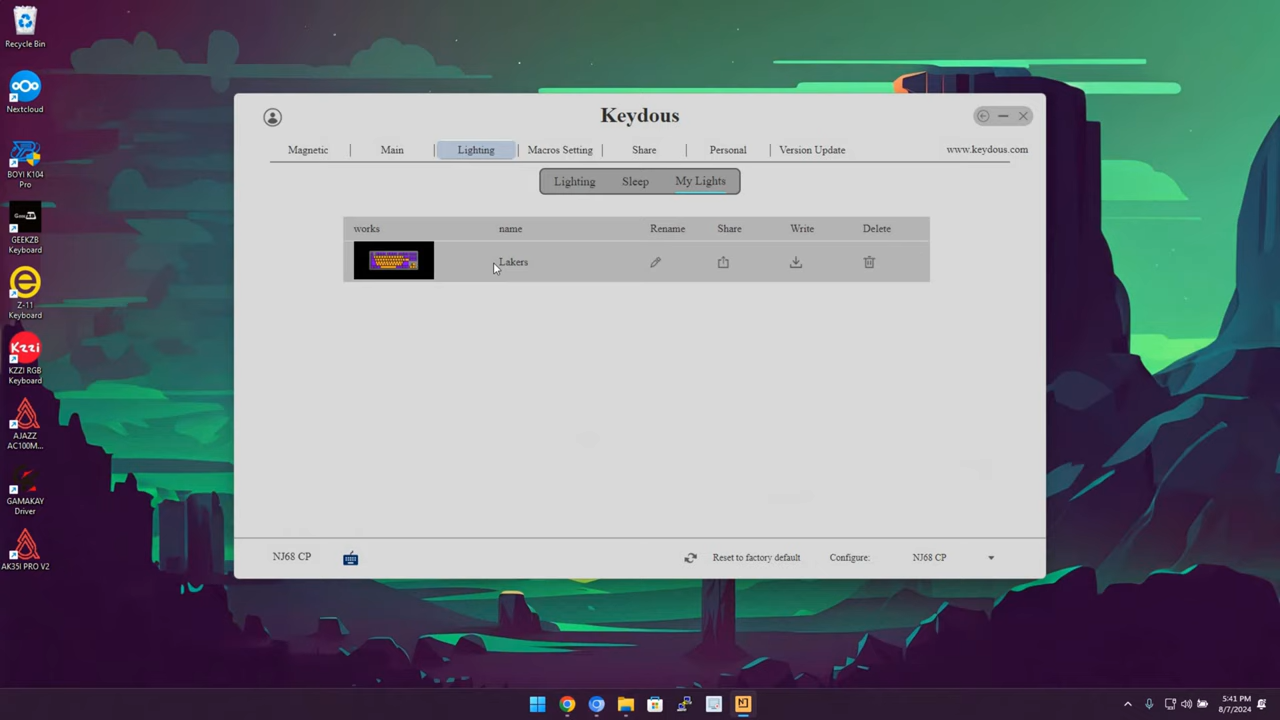 Recycle Bin
Nextcloud
BOYI K104
Pro
GEEKZB
Keyboard
Z-11
Keyboard
Kzzi
KZZI RGB
Keyboard
AJAZZ
AC100M...
GAMAKAY
Driver
AK35I PRO V2
Keydous
Magnetic
Main
Lighting
Macros Setting
Share
Personal
Version Update
www.keydous.com
Lighting
Sleep
My Lights
works
name
Rename
Share
Write
Delete
Lakers
NJ68 CP
Reset to factory default
Configure:
NJ68 CP
5:41 PM
8/7/2024